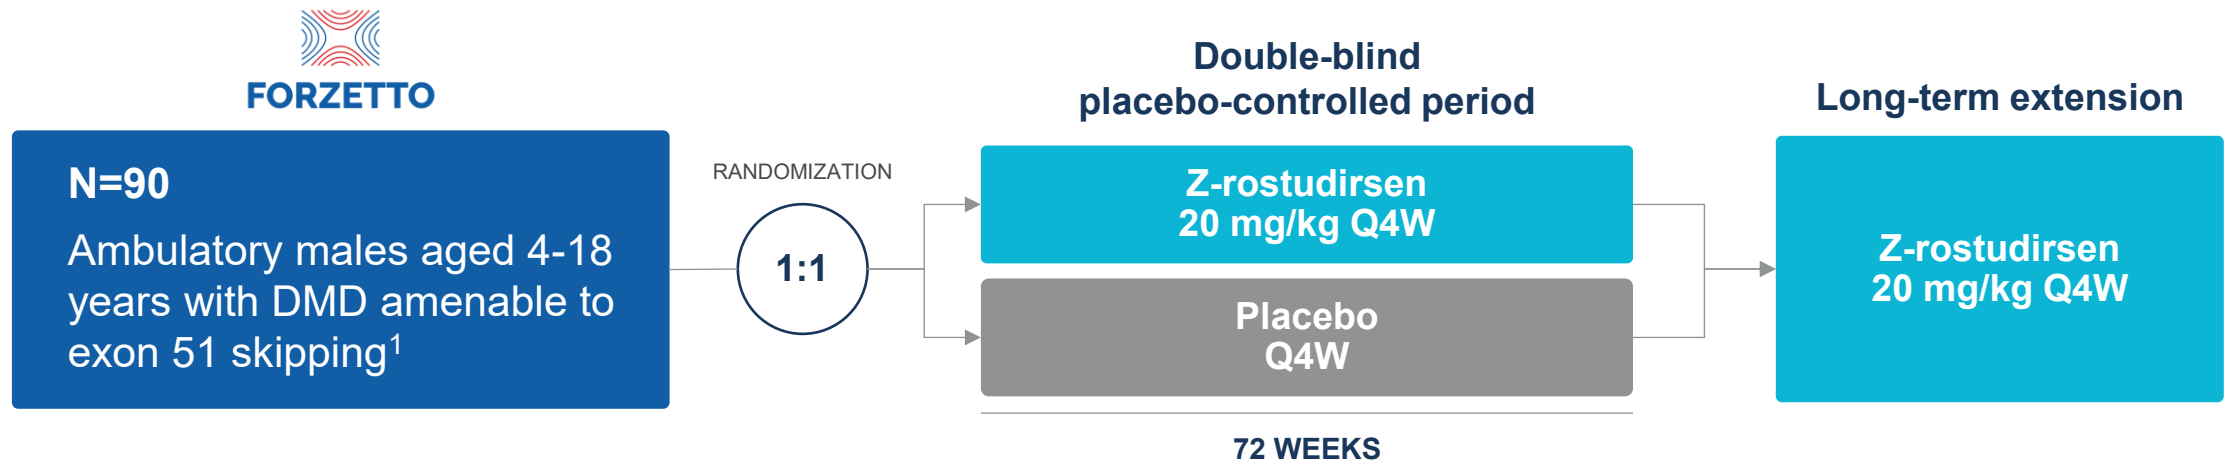 FORZETTO
N=90
Ambulatory males aged 4-18
years with DMD amenable to
exon 51 skipping1
RANDOMIZATION
1:1
Double-blind
placebo-controlled period
Z-rostudirsen
20 mg/kg Q4W
Placebo
Q4W
72 WEEKS
Long-term extension
Z-rostudirsen
20 mg/kg Q4W